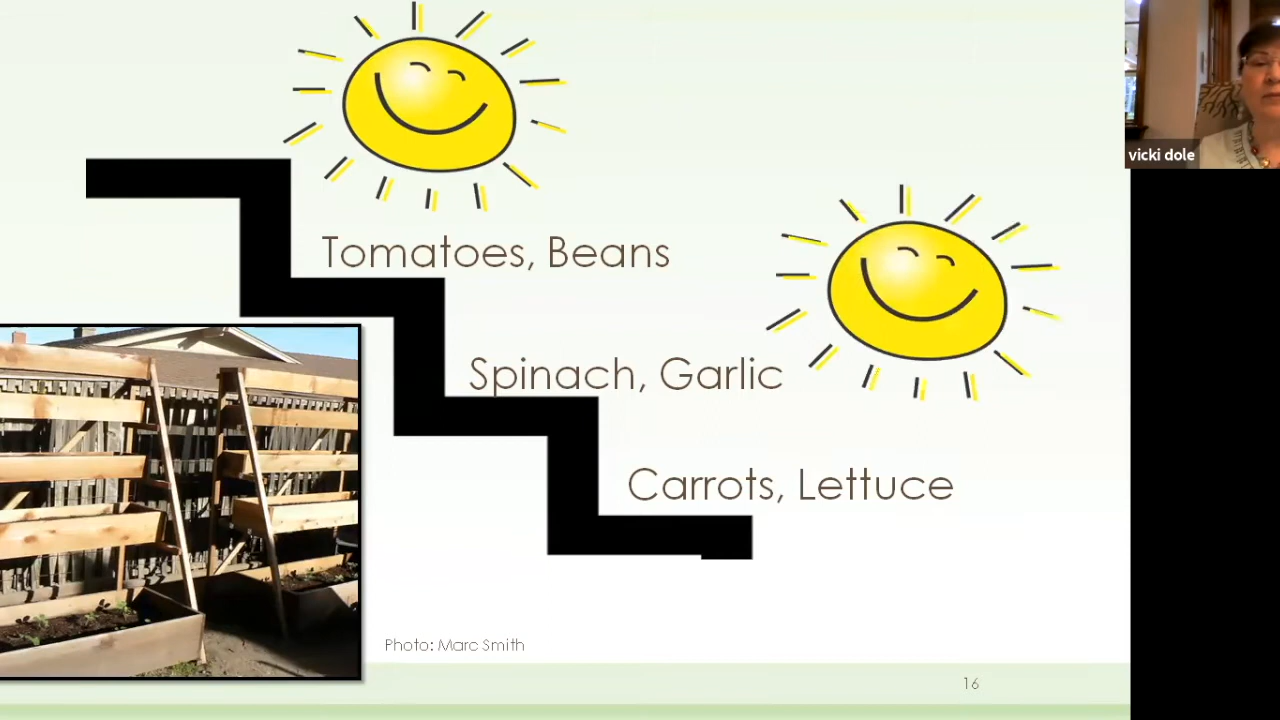 vicki dole
Tomatoes, Beans
Spinach, Garlic
Carrots, Lettuce
Photo: Marc Smith
16